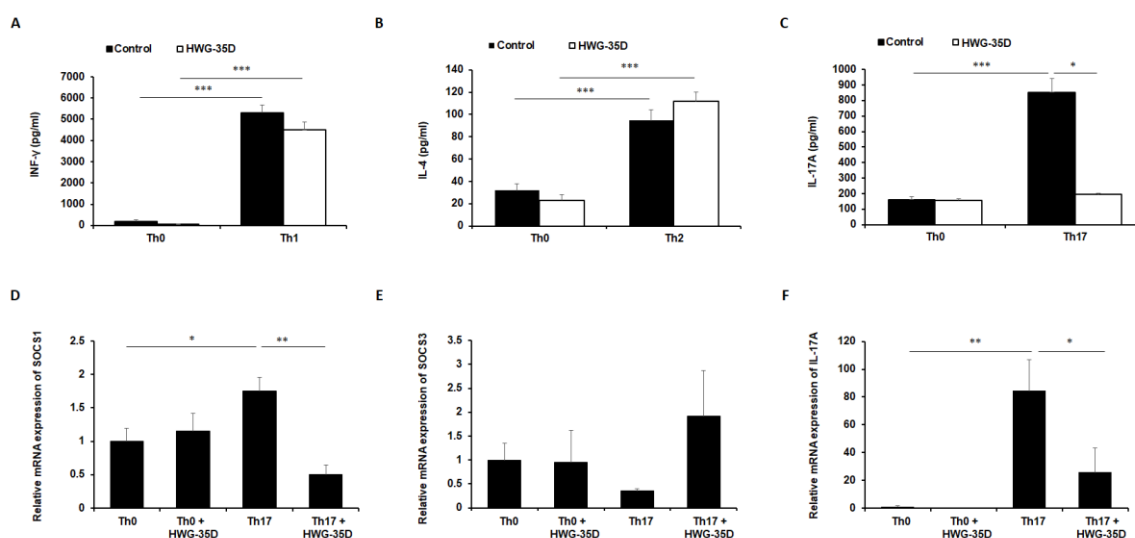 A
Control HWG-35D
INF-γ (pg/ml)
7000
6000
5000
4000
3000
2000
1000
0
***
***
Th0 Th1
B
Control HWG-35D
IL-4 (pg/ml)
140
120
100
80
60
40
20
0
***
***
Th0 Th2
C
Control HWG-35D
IL-17A (pg/ml)
1000
900
800
700
600
500
400
300
200
100
0
*** *
Th0 Th17
D
Relative mRNA expression of SOCS1
2.5
2
1.5
1
0.5
0
* **
Th0 Th0 + Th17 Th17 +
HWG-35D HWG-35D
E
Relative mRNA expression of SOCS3
3.5
3
2.5
2
1.5
1
0.5
0
Th0 Th0 + Th17 Th17 +
HWG-35D HWG-35D
F
Relative mRNA expression of IL-17A
120
100
80
60
40
20
0
** *
Th0 Th0 + Th17 Th17 +
HWG-35D HWG-35D